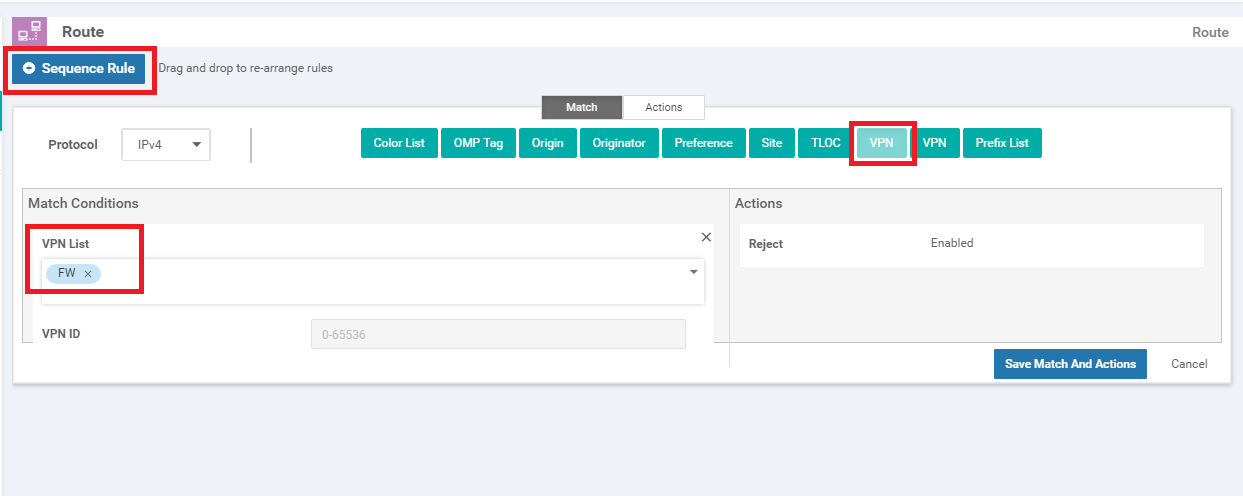 Route
Route
Sequence Rule
Drag and drop to re-arrange rules
Match
Actions
Protocol
IPv4
Color List
OMP Tag
Origin
Originator
Preference
Site
TLOC
VPN
VPN
Prefix List
Match Conditions
Actions
VPN List
FW
Reject
Enabled
VPN ID
0-65536
Save Match And Actions
Cancel